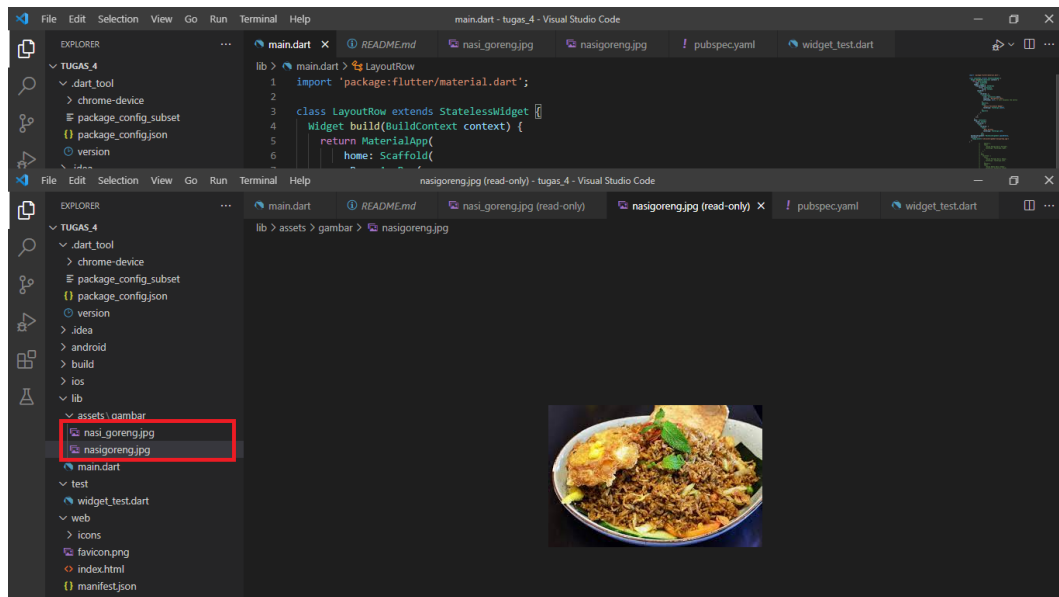 File Edit Selection View Go Run Terminal Help main.dart - tugas_4 - Visual Studio Code
EXPLORER ··· main.dart × README.md nasi_goreng.jpg nasigoreng.jpg ! pubspec.yaml widget_test.dart ···
TUGAS_4 lib > main.dart > LayoutRow
.dart_tool 1 import 'package:flutter/material.dart';
> chrome-device 2
package_config_subset 3 class LayoutRow extends StatelessWidget {
{} package_config.json 4 Widget build(BuildContext context) {
version 5 return MaterialApp(
6 home: Scaffold(
File Edit Selection View Go Run Terminal Help nasigoreng.jpg (read-only) - tugas_4 - Visual Studio Code
EXPLORER ··· main.dart README.md nasi_goreng.jpg (read-only) nasigoreng.jpg (read-only) × ! pubspec.yaml widget_test.dart ···
TUGAS_4 lib > assets > gambar > nasigoreng.jpg
.dart_tool
> chrome-device
package_config_subset
{} package_config.json
version
> .idea
> android
> build
> ios
lib
assets \ gambar
nasi_goreng.jpg
nasigoreng.jpg
main.dart
test
widget_test.dart
web
> icons
favicon.png
<> index.html
{} manifest.json